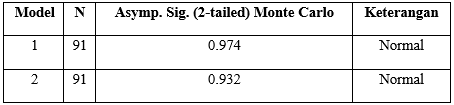 Model N Asymp. Sig. (2-tailed) Monte Carlo Keterangan
1 91 0.974 Normal
2 91 0.932 Normal